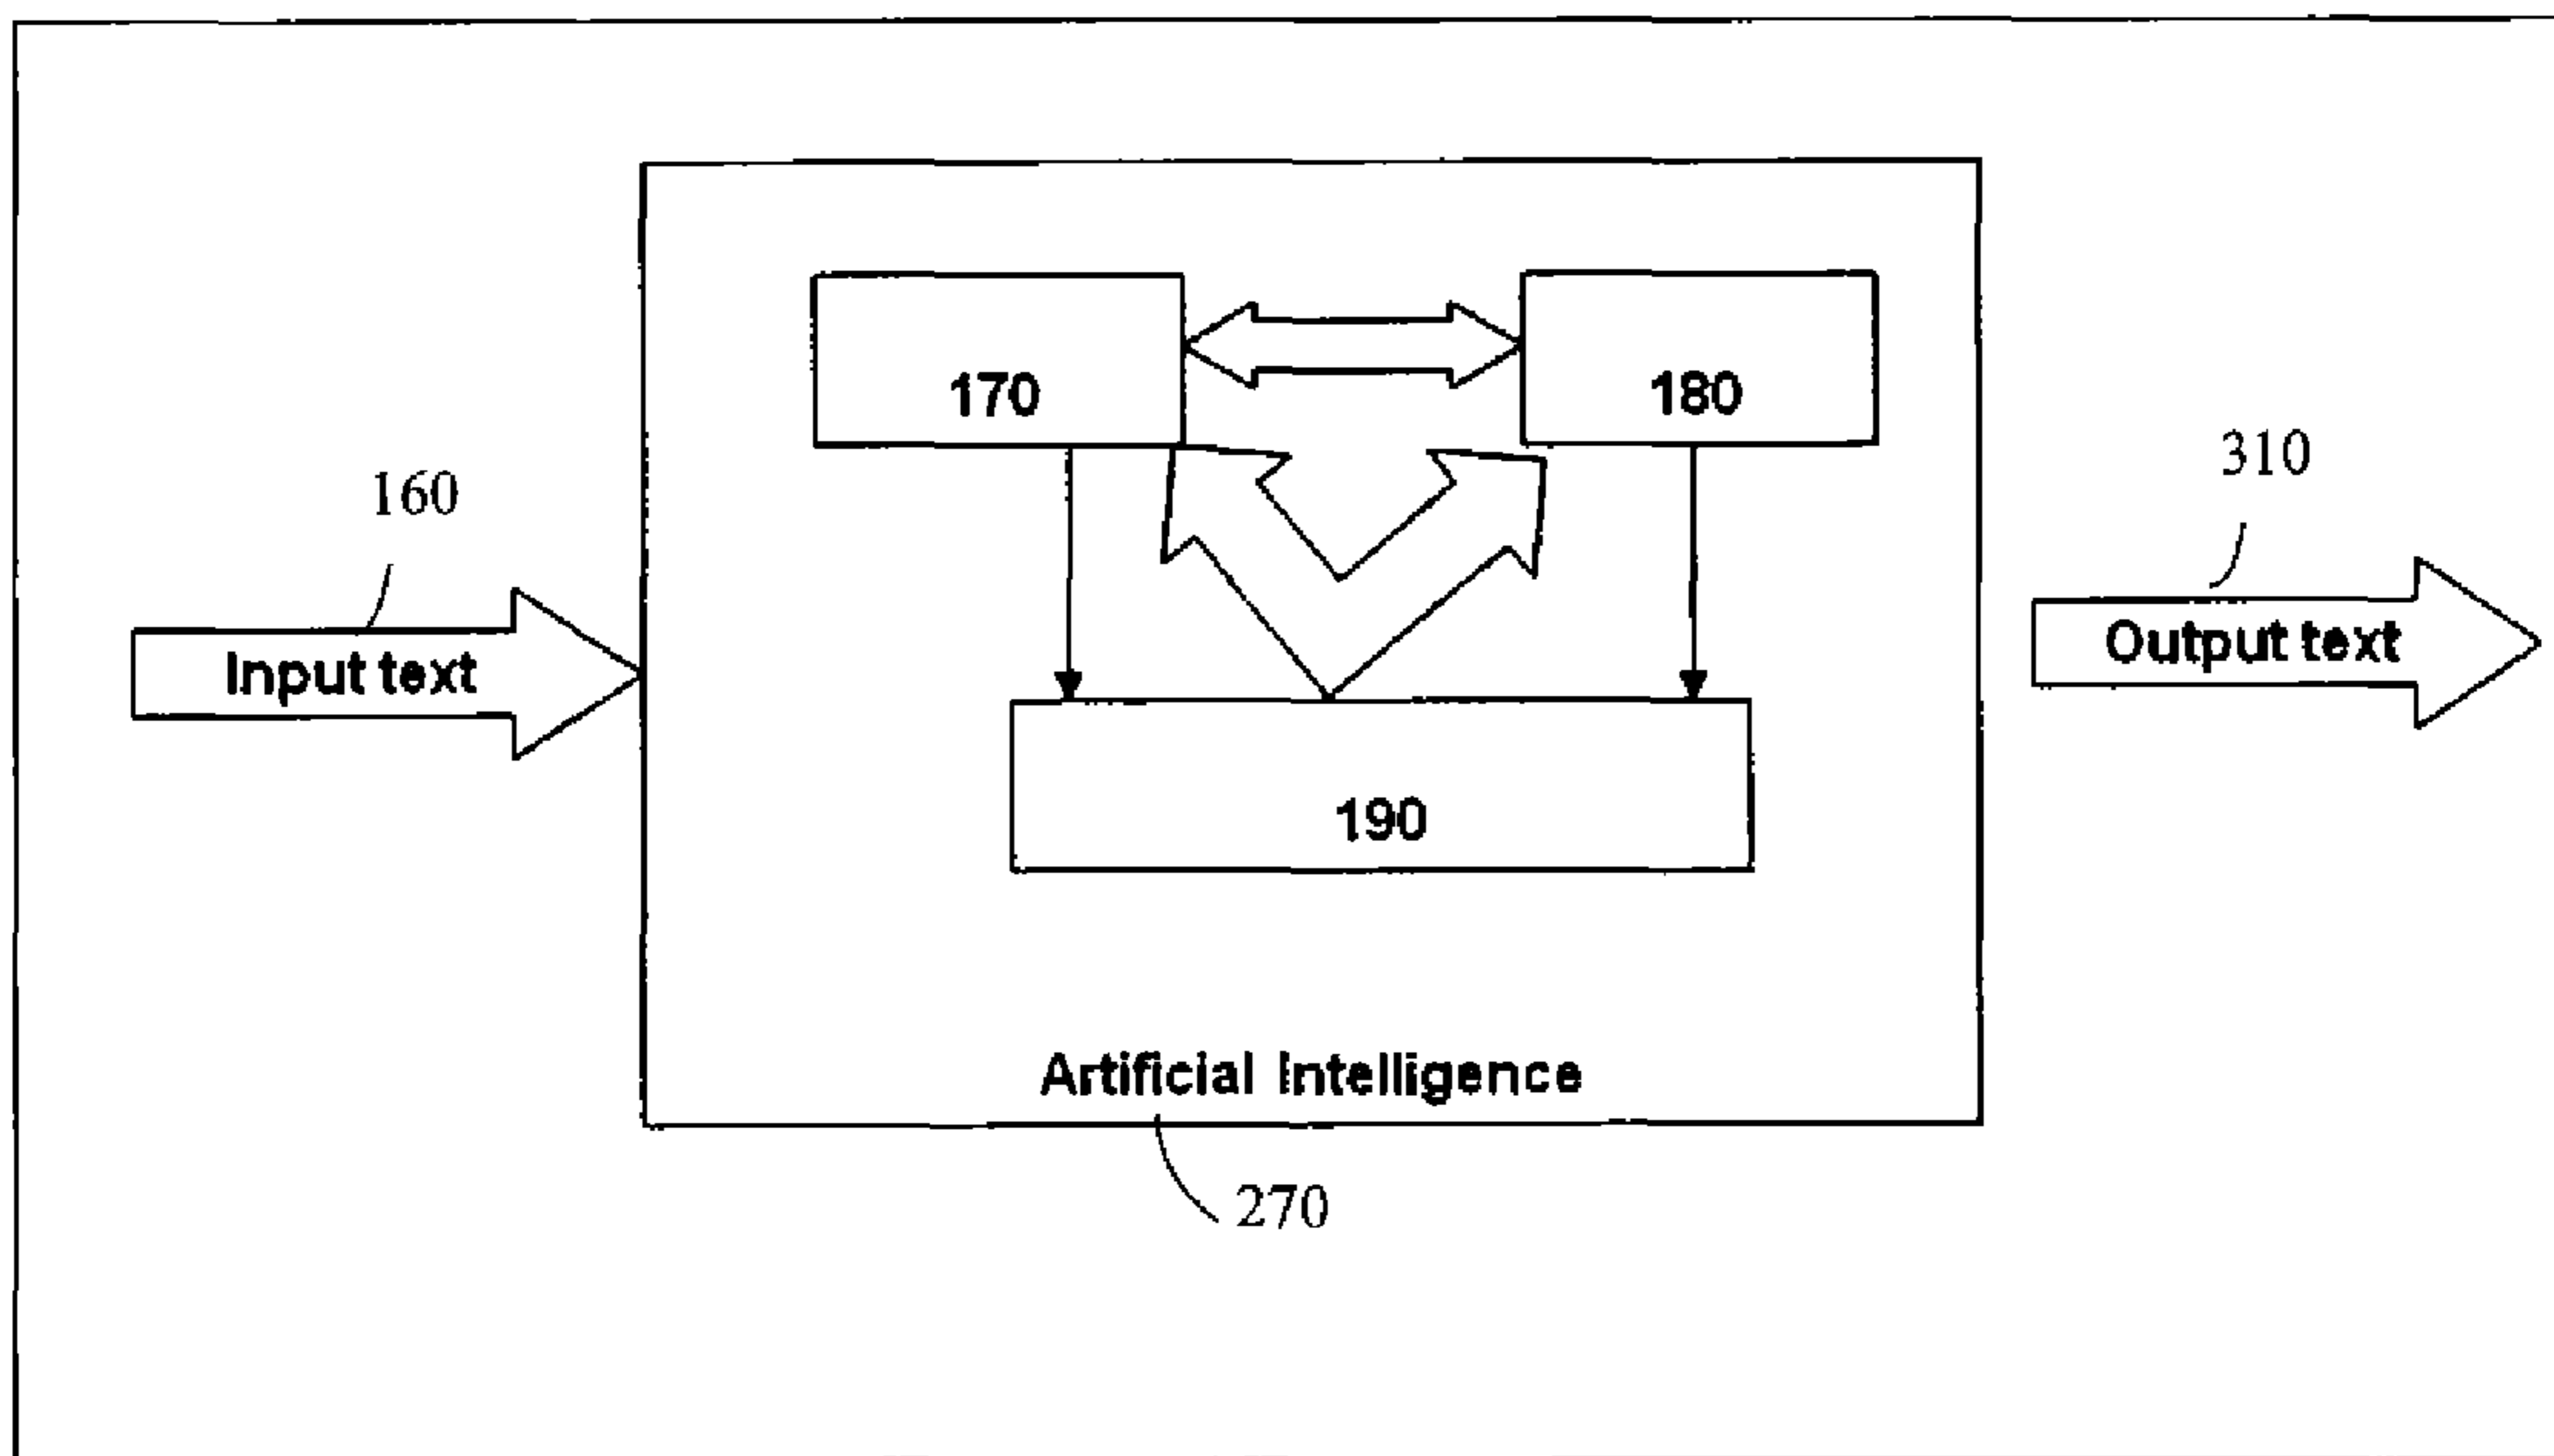 170
180
310
160
Input text
Output text
190
Artificial Intelligence
270